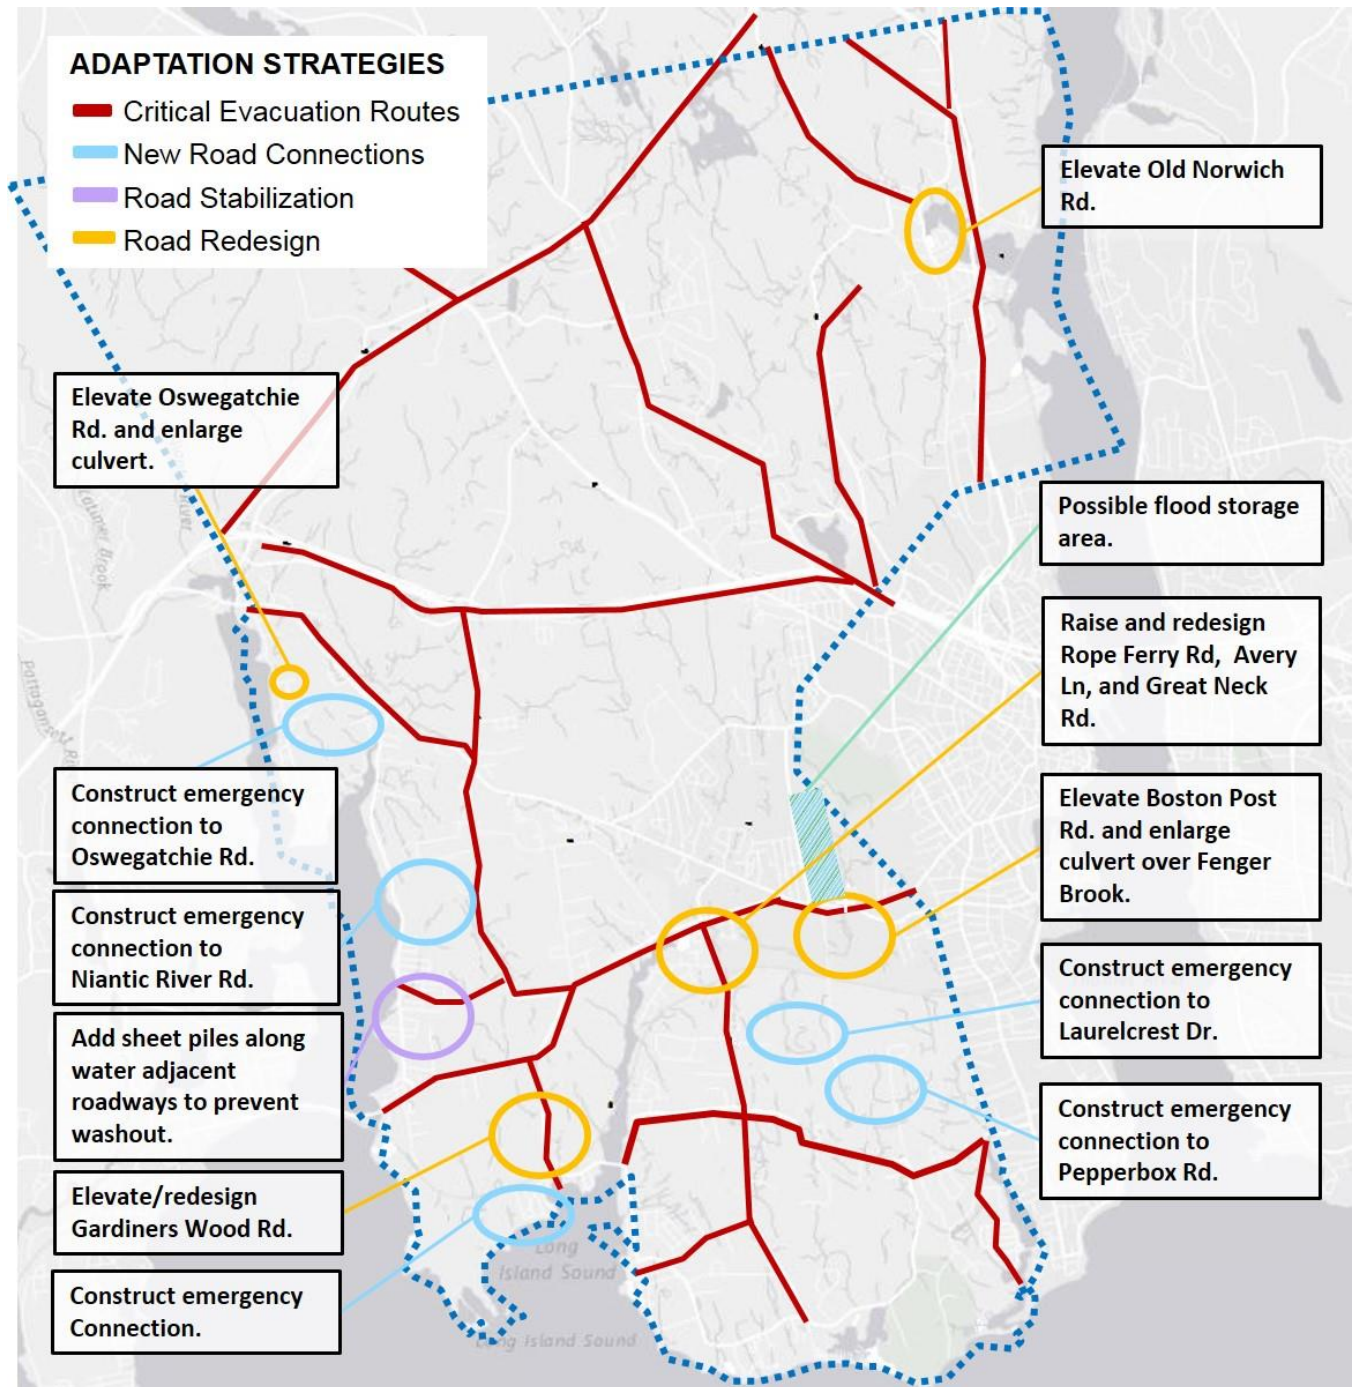 ADAPTATION STRATEGIES
Critical Evacuation Routes
New Road Connections
Road Stabilization
Road Redesign
Elevate Old Norwich
Rd.
Elevate Oswegatchie
Rd. and enlarge
culvert.
River
Latimer Brook
Possible flood storage
area.
Raise and redesign
Rope Ferry Rd, Avery
Ln, and Great Neck
Rd.
Construct emergency
connection to
Oswegatchie Rd.
Elevate Boston Post
Rd. and enlarge
culvert over Fenger
Brook.
Construct emergency
connection to
Niantic River Rd.
Construct emergency
connection to
Laurelcrest Dr.
Add sheet piles along
water adjacent
roadways to prevent
washout.
Construct emergency
connection to
Pepperbox Rd.
Elevate/redesign
Gardiners Wood Rd.
Construct emergency
Connection.
Long
Island Sound
Long Island Sound